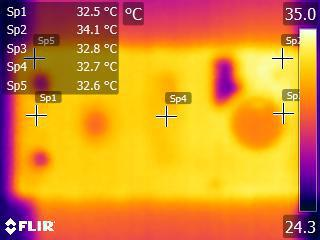 Sp1 32.5 °C °C 35.0
Sp2 34.1 °C
Sp3 32.8 °C
Sp4 32.7 °C
Sp5 32.6 °C
Sp5
Sp1 Sp4
FLIR 24.3